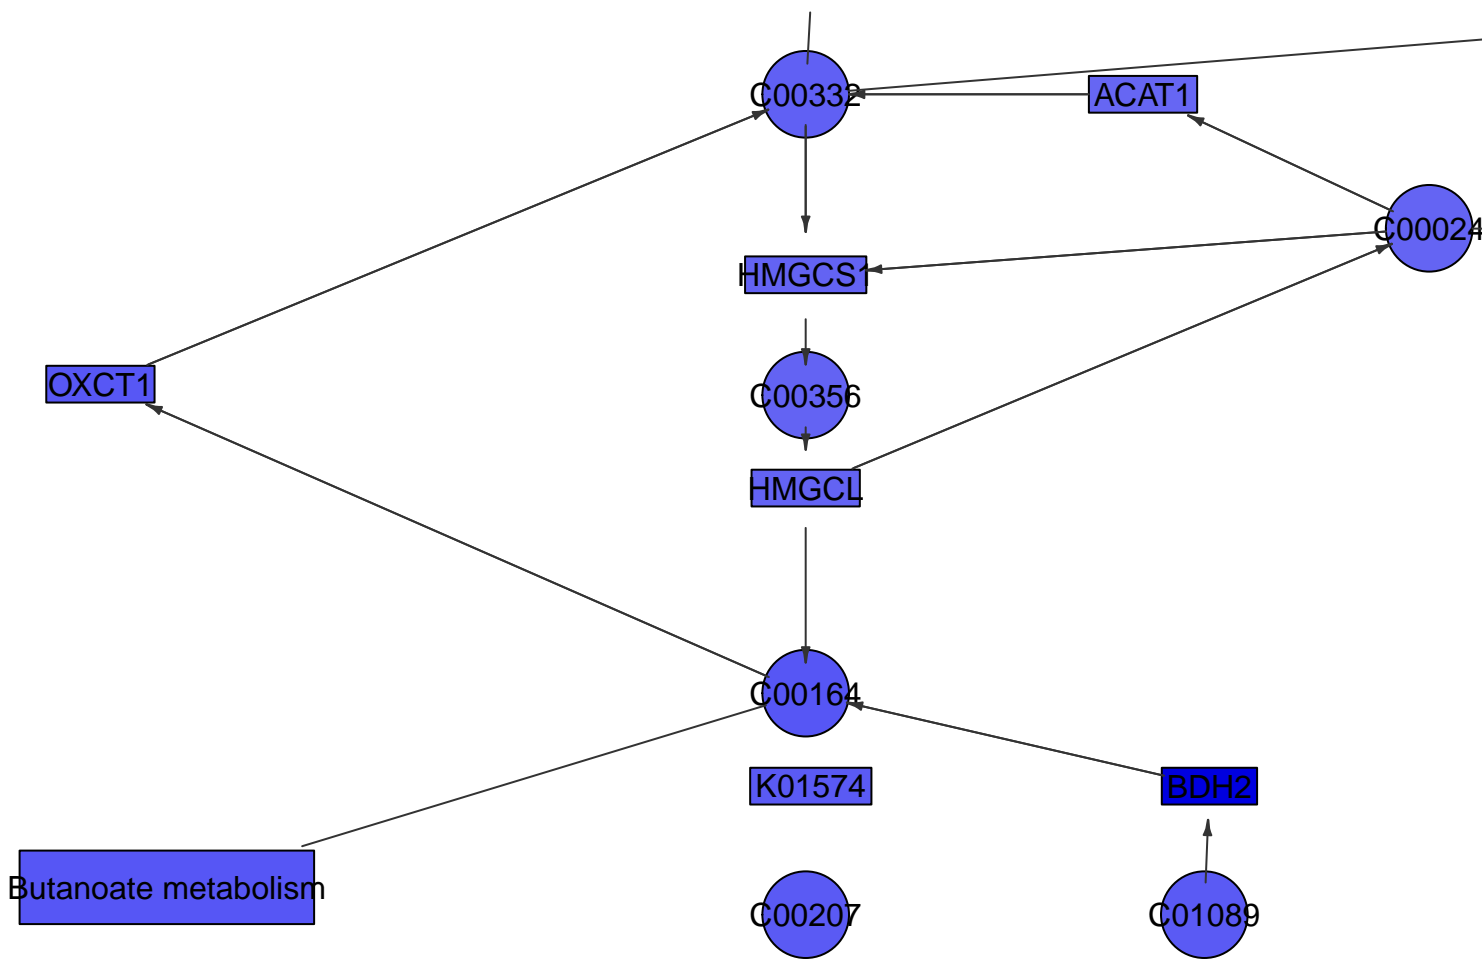 C00332
ACAT1
C00024
HMGCS1
OXCT1
C00356
HMGCL
C00164
K01574
BDH2
Butanoate metabolism
C00207
C01089